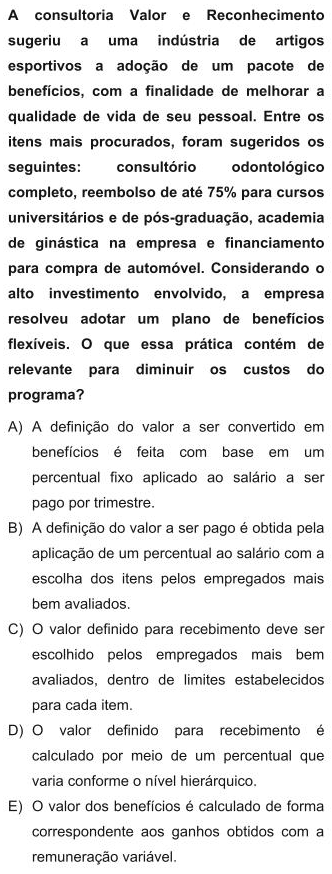 A consultoria Valor e Reconhecimento
sugeriu a uma indústria de artigos
esportivos a adoção de um pacote de
benefícios, com a finalidade de melhorar a
qualidade de vida de seu pessoal. Entre os
itens mais procurados, foram sugeridos os
seguintes: consultório odontológico
completo, reembolso de até 75% para cursos
universitários e de pós-graduação, academia
de ginástica na empresa e financiamento
para compra de automóvel. Considerando o
alto investimento envolvido, a empresa
resolveu adotar um plano de benefícios
flexíveis. O que essa prática contém de
relevante para diminuir os custos do
programa?
A) A definição do valor a ser convertido em
benefícios é feita com base em um
percentual fixo aplicado ao salário a ser
pago por trimestre.
B) A definição do valor a ser pago é obtida pela
aplicação de um percentual ao salário com a
escolha dos itens pelos empregados mais
bem avaliados.
C) O valor definido para recebimento deve ser
escolhido pelos empregados mais bem
avaliados, dentro de limites estabelecidos
para cada item.
D) O valor definido para recebimento é
calculado por meio de um percentual que
varia conforme o nível hierárquico.
E) O valor dos benefícios é calculado de forma
correspondente aos ganhos obtidos com a
remuneração variável.